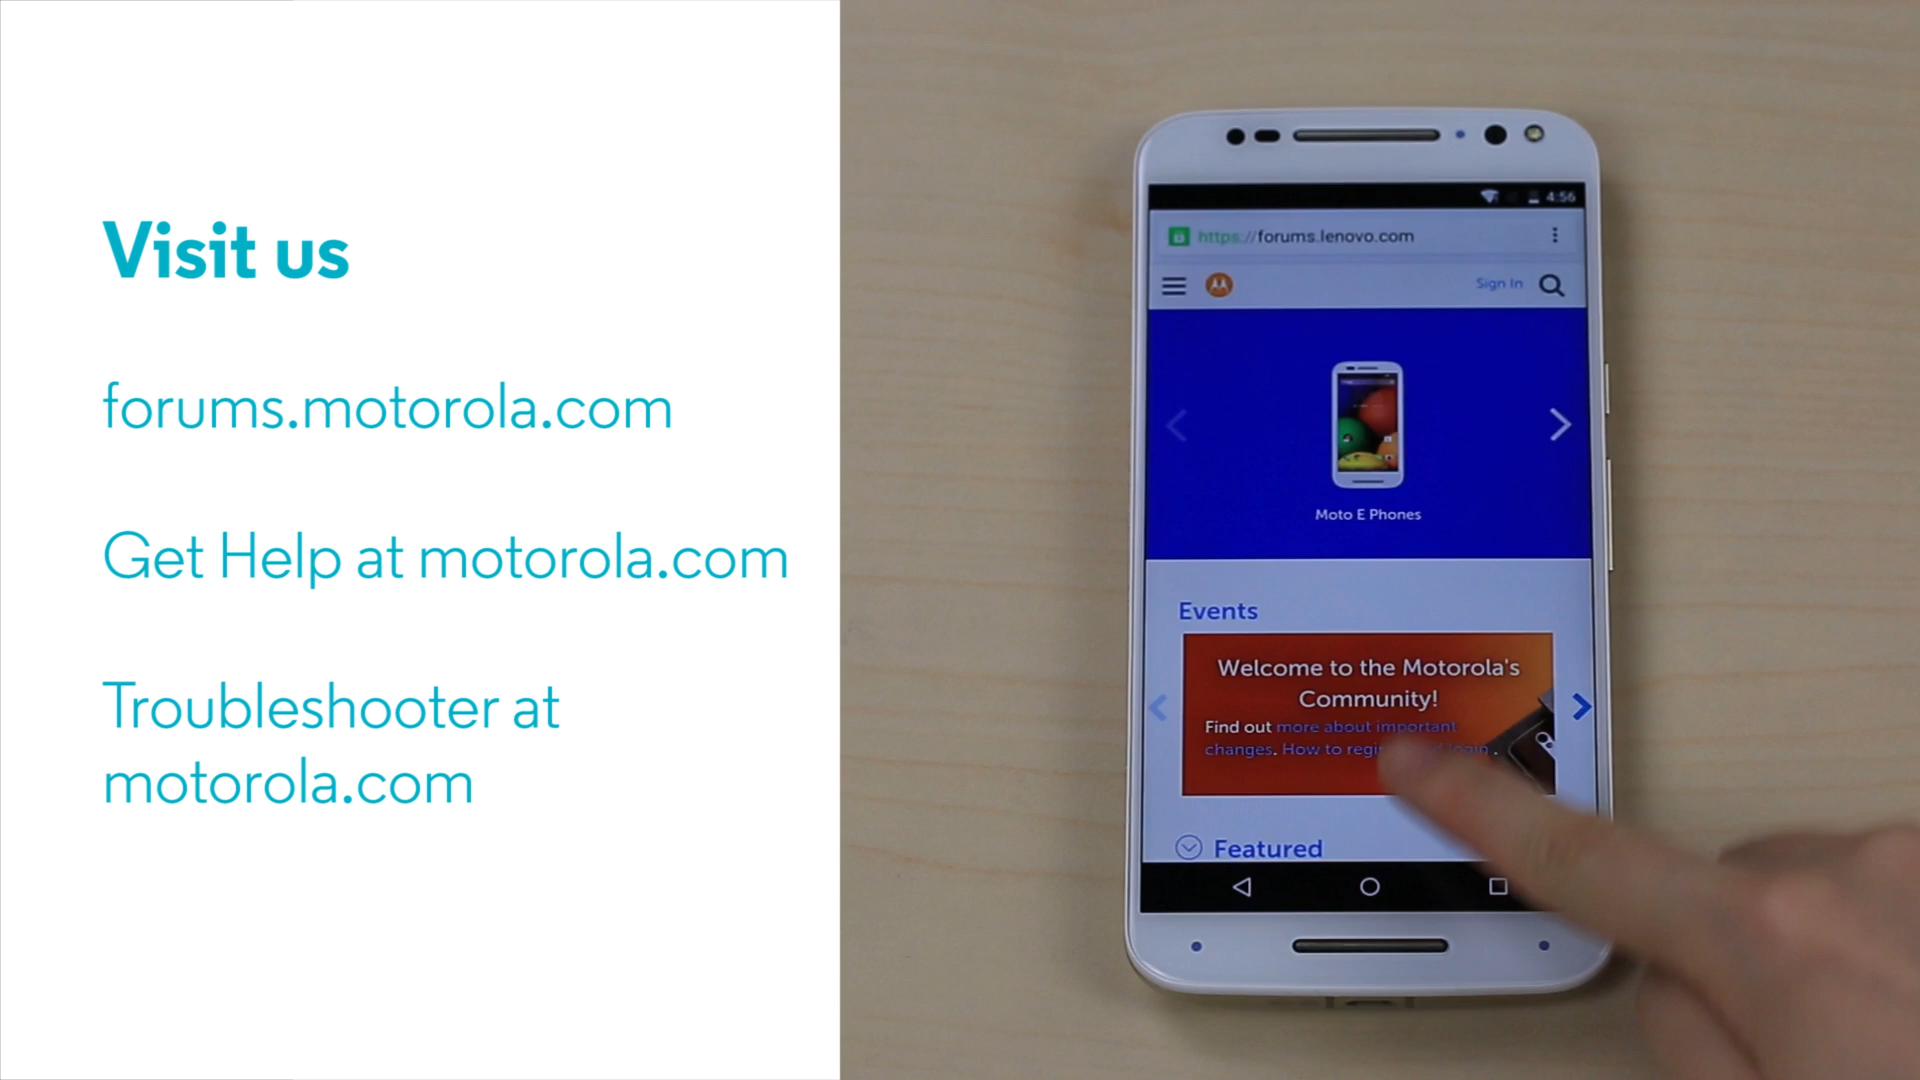 Visit us
forums.motorola.com
Get Help at motorola.com
Troubleshooter at
motorola.com
4:56
https://forums.lenovo.com
Sign In
Moto E Phones
Events
Welcome to the Motorola's
Community!
Find out more about important
changes. How to login .
Featured